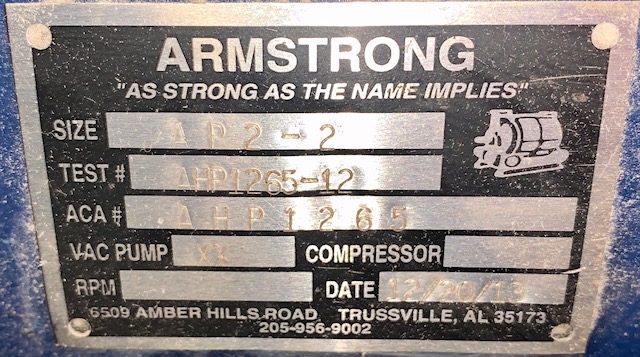 ARMSTRONG
"AS STRONG AS THE NAME IMPLIES"
SIZE AP2-2
TEST # AHP1265-12
ACA # AHP1265
VAC PUMP XX COMPRESSOR
RPM DATE 12/20/13
6509 AMBER HILLS ROAD TRUSSVILLE, AL 35173
205-956-9002